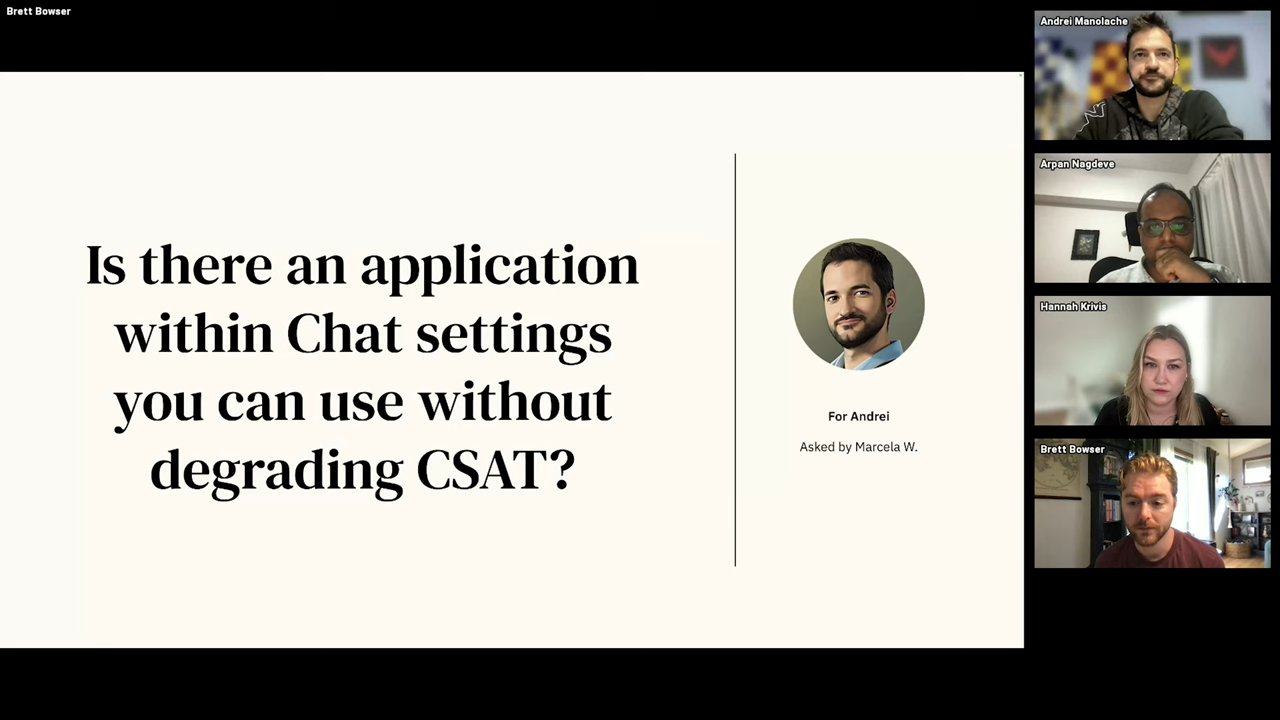 Brett Bowser
Is there an application
within Chat settings
you can use without
degrading CSAT?
For Andrei
Asked by Marcela W.
Andrei Manolache
Arpan Nagdeve
Hannah Krivis
Brett Bowser